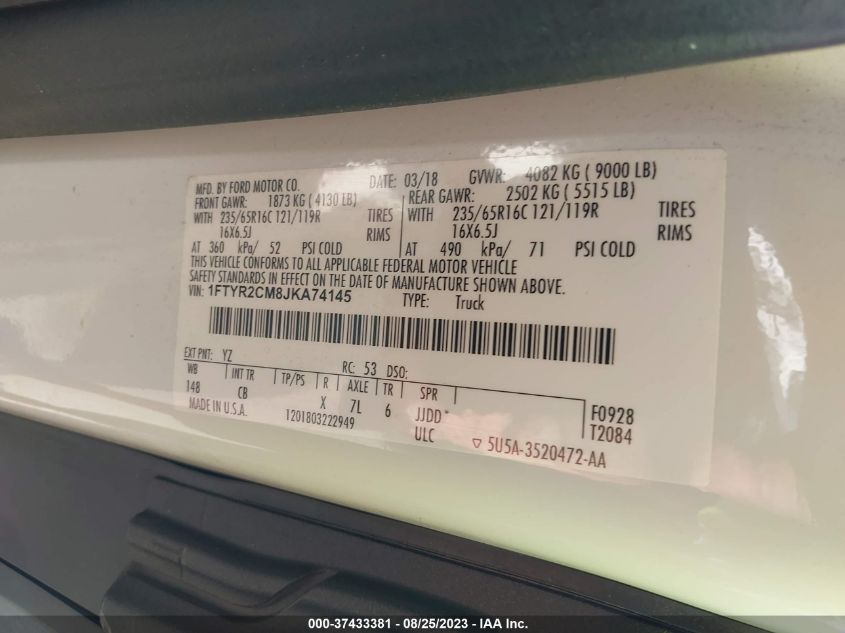 MFD. BY FORD MOTOR CO. DATE: 03/18 GVWR: 4082 KG ( 9000 LB)
FRONT GAWR: 1873 KG ( 4130 LB) REAR GAWR: 2502 KG ( 5515 LB)
WITH 235/65R16C 121/119R TIRES WITH 235/65R16C 121/119R TIRES
16X6.5J RIMS 16X6.5J RIMS
AT 360 kPa/ 52 PSI COLD AT 490 kPa/ 71 PSI COLD
THIS VEHICLE CONFORMS TO ALL APPLICABLE FEDERAL MOTOR VEHICLE
SAFETY STANDARDS IN EFFECT ON THE DATE OF MANUFACTURE SHOWN ABOVE.
VIN: 1FTYR2CM8JKA74145 TYPE: Truck
EXT PNT: YZ RC: 53 DSO:
WB INT TR TP/PS R AXLE TR SPR
148 CB X 7L 6 JJDD* F0928
MADE IN U.S.A. 1201803222949 ULC T2084
▽ 5U5A-3520472-AA
000-37433381 - 08/25/2023 - IAA, Inc.